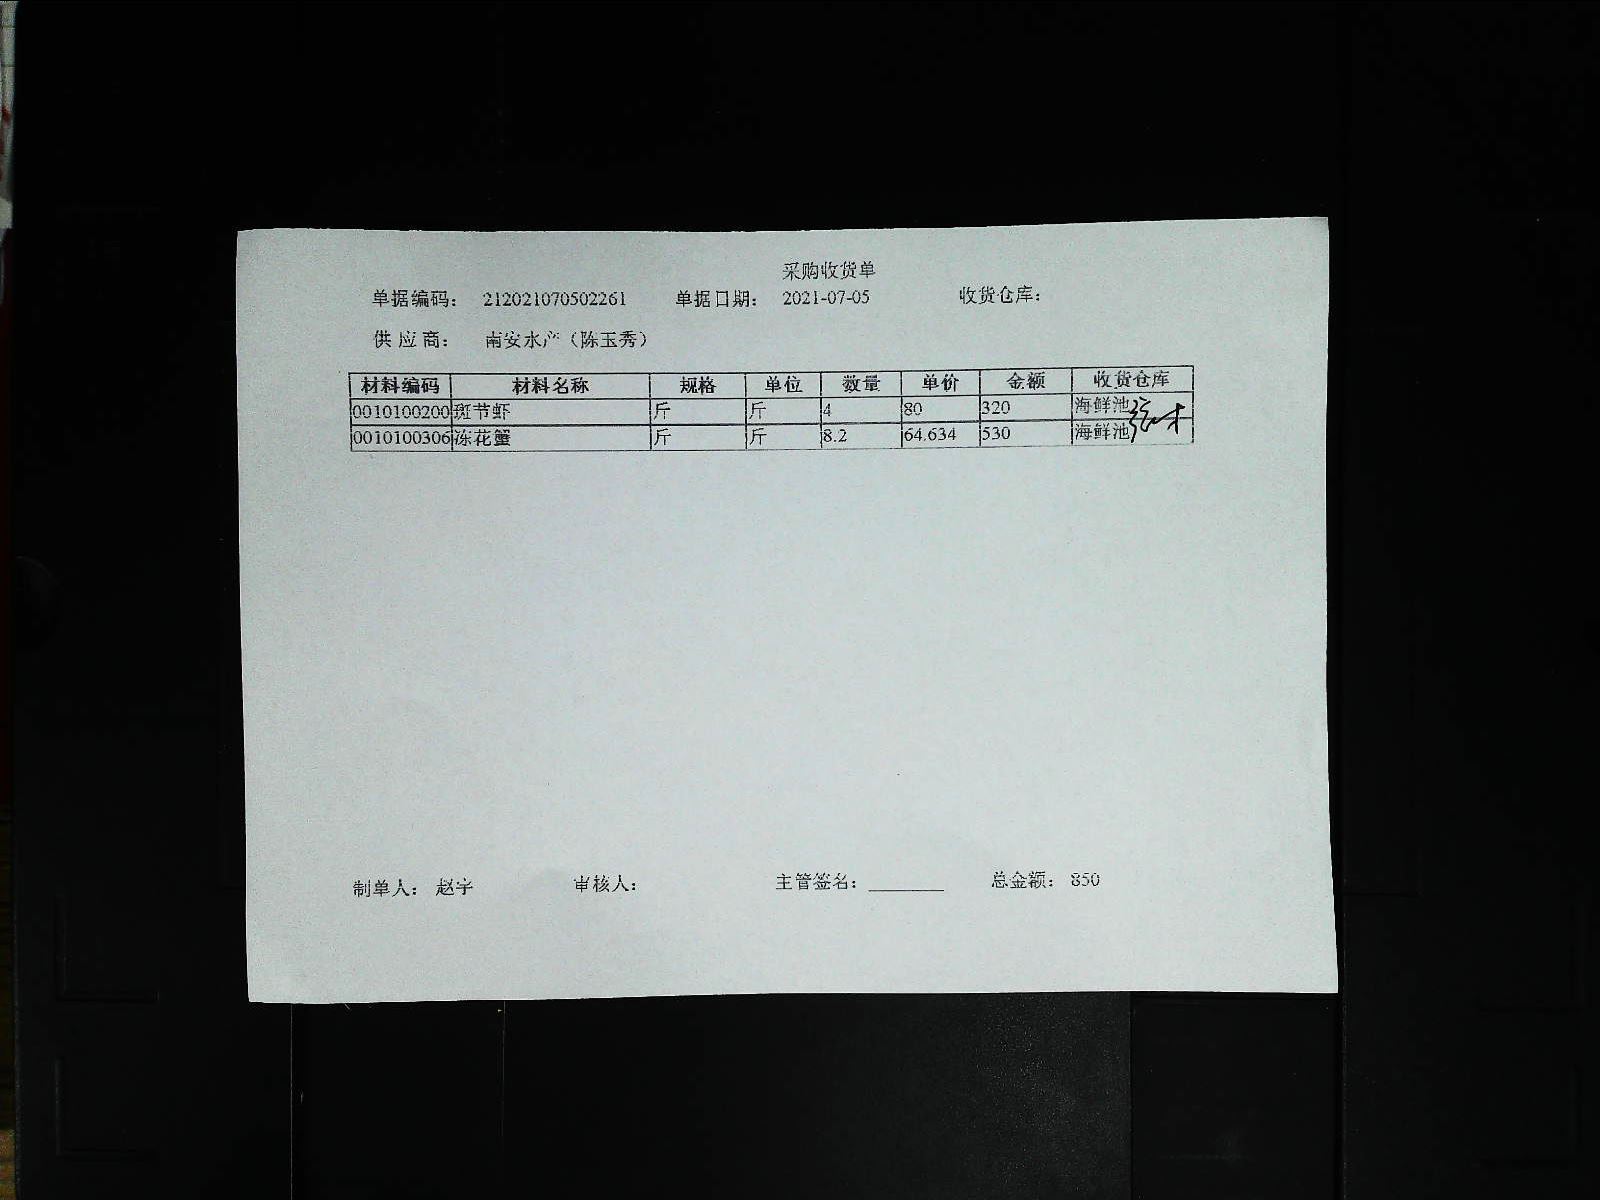 采购收货单
单据编码： 212021070502261 单据日期： 2021-07-05 收货仓库：
供 应 商： 南安水产（陈玉秀）
材料编码 材料名称 规格 单位 数量 单价 金额 收货仓库
0010100200 斑节虾 斤 斤 4 80 320 海鲜池
0010100306 冻花蟹 斤 斤 8.2 64.634 530 海鲜池
制单人： 赵宇 审核人： 主管签名： ________ 总金额： 850